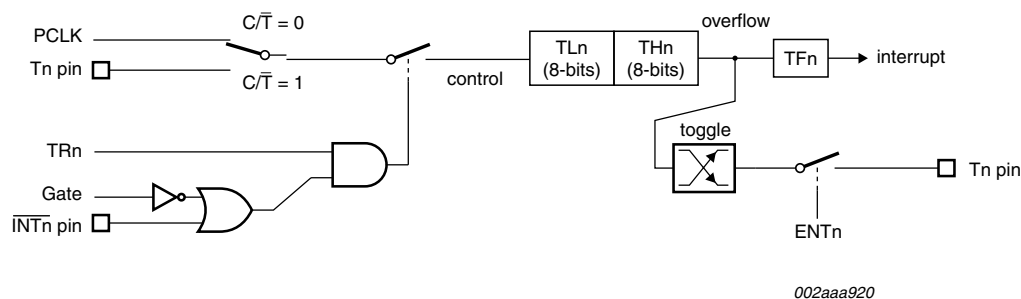 C/T̅ = 0
overflow
PCLK
TLn
(8-bits)
THn
(8-bits)
TFn
interrupt
Tn pin
control
C/T̅ = 1
toggle
TRn
Tn pin
Gate
I̅N̅T̅n̅ pin
ENTn
002aaa920